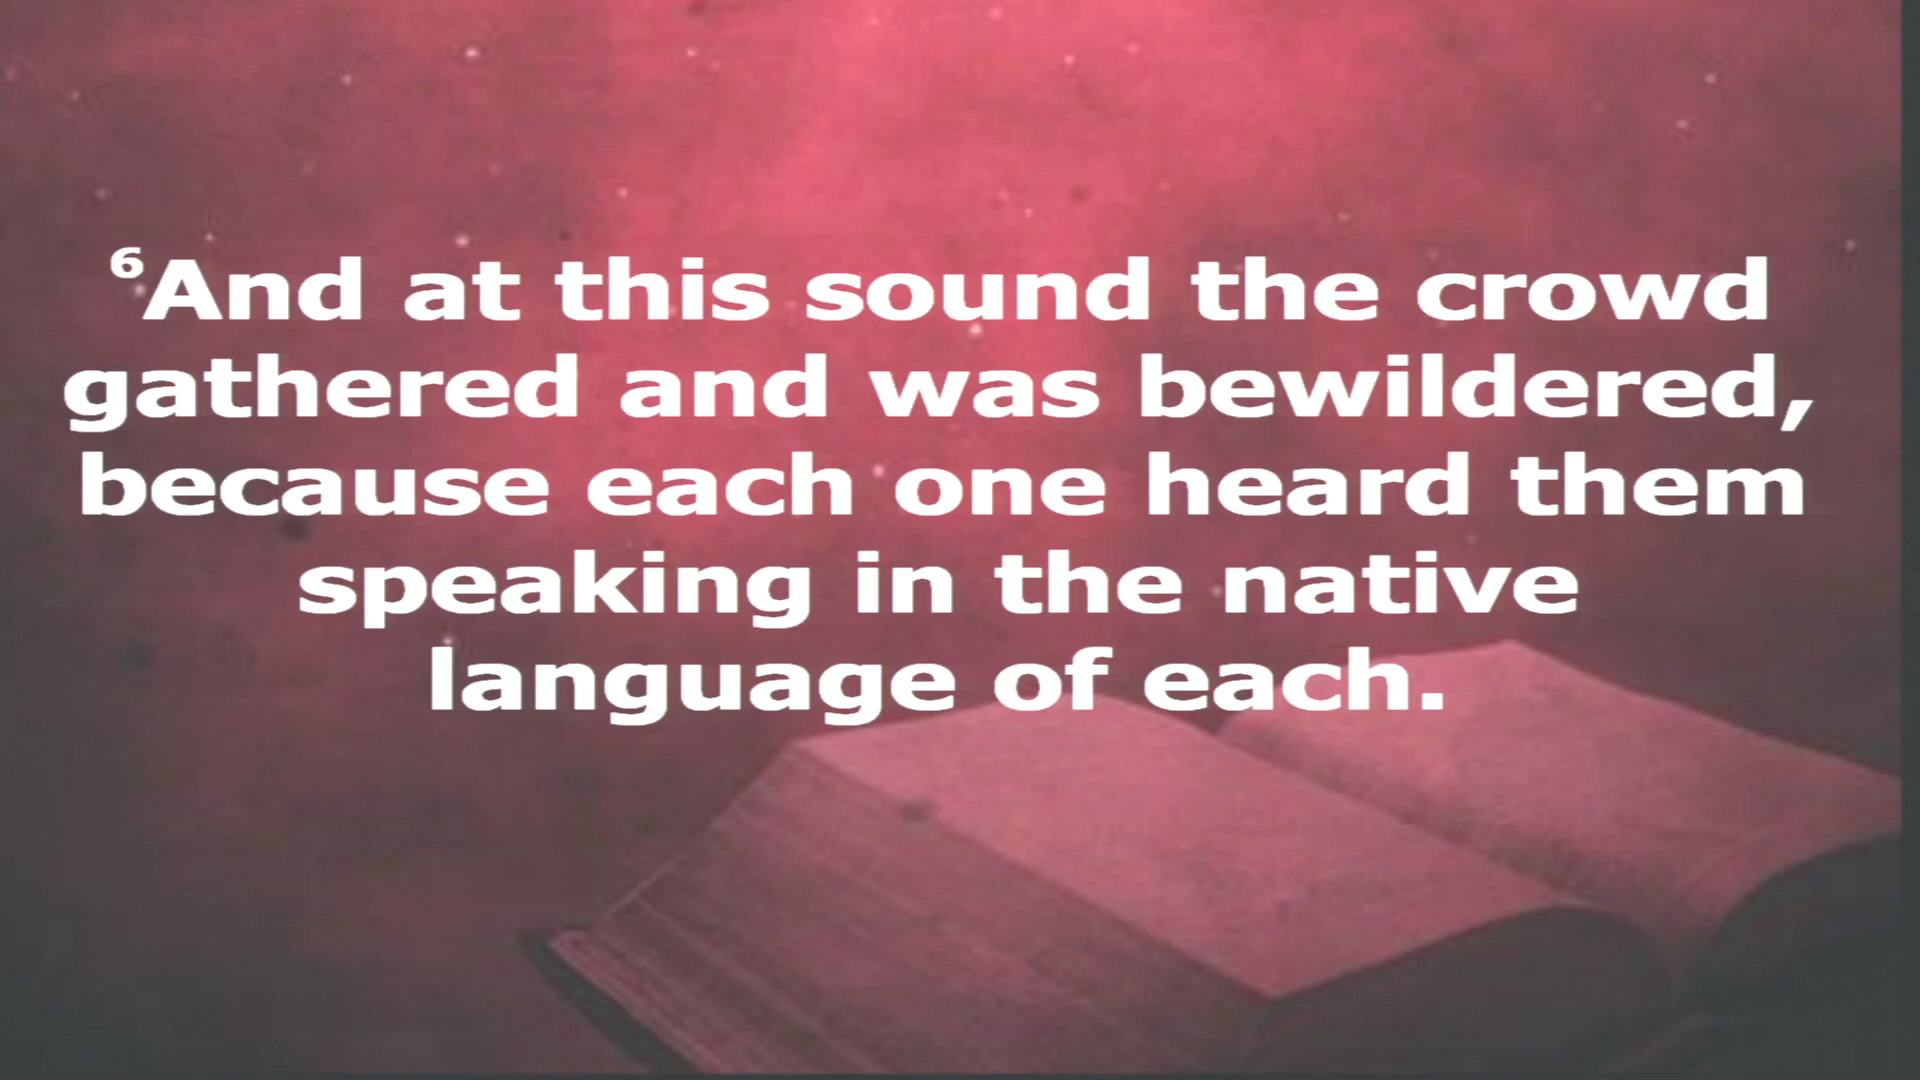 ⁶And at this sound the crowd
gathered and was bewildered,
because each one heard them
speaking in the native
language of each.